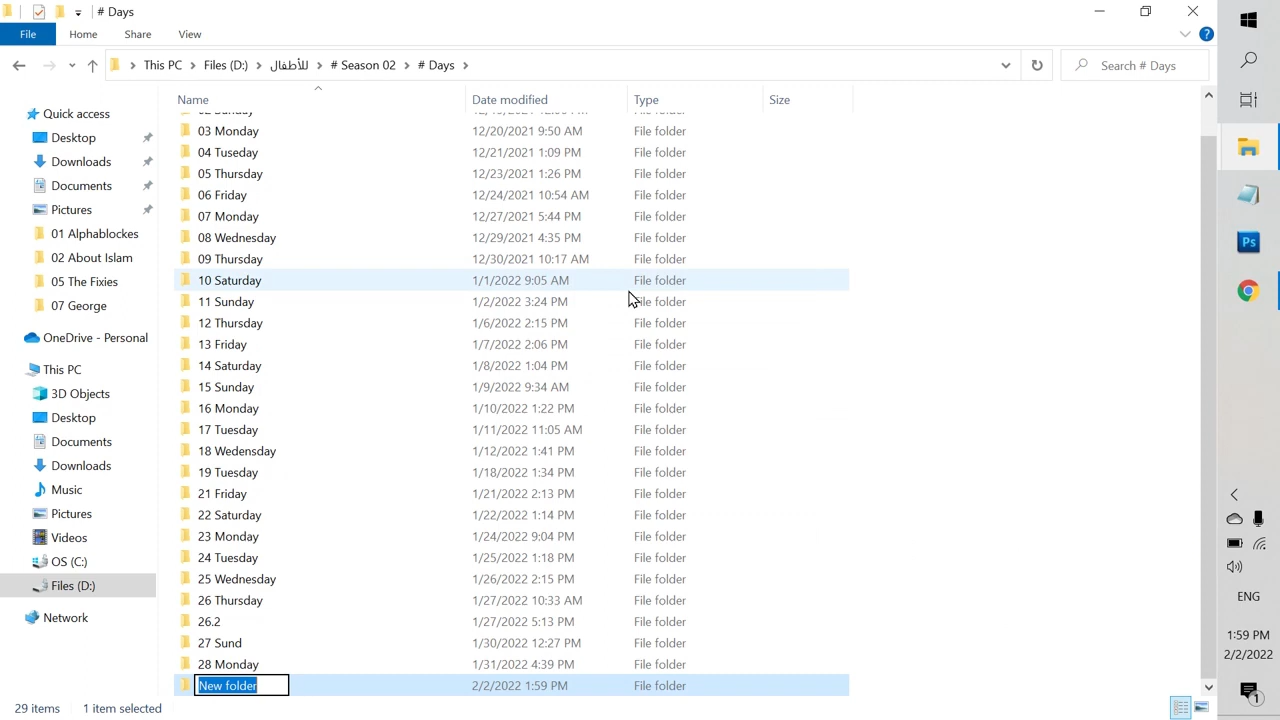 # Days
File Home Share View
This PC Files (D:) للأطفال # Season 02 # Days Search # Days
Name Date modified Type Size
Quick access
Desktop
Downloads
Documents
Pictures
01 Alphablockes
02 About Islam
05 The Fixies
07 George
OneDrive - Personal
This PC
3D Objects
Desktop
Documents
Downloads
Music
Pictures
Videos
OS (C:)
Files (D:)
Network
03 Monday 12/20/2021 9:50 AM File folder
04 Tuseday 12/21/2021 1:09 PM File folder
05 Thursday 12/23/2021 1:26 PM File folder
06 Friday 12/24/2021 10:54 AM File folder
07 Monday 12/27/2021 5:44 PM File folder
08 Wednesday 12/29/2021 4:35 PM File folder
09 Thursday 12/30/2021 10:17 AM File folder
10 Saturday 1/1/2022 9:05 AM File folder
11 Sunday 1/2/2022 3:24 PM File folder
12 Thursday 1/6/2022 2:15 PM File folder
13 Friday 1/7/2022 2:06 PM File folder
14 Saturday 1/8/2022 1:04 PM File folder
15 Sunday 1/9/2022 9:34 AM File folder
16 Monday 1/10/2022 1:22 PM File folder
17 Tuesday 1/11/2022 11:05 AM File folder
18 Wedensday 1/12/2022 1:41 PM File folder
19 Tuesday 1/18/2022 1:34 PM File folder
21 Friday 1/21/2022 2:13 PM File folder
22 Saturday 1/22/2022 1:14 PM File folder
23 Monday 1/24/2022 9:04 PM File folder
24 Tuesday 1/25/2022 1:18 PM File folder
25 Wednesday 1/26/2022 2:15 PM File folder
26 Thursday 1/27/2022 10:33 AM File folder
26.2 1/27/2022 5:13 PM File folder
27 Sund 1/30/2022 12:27 PM File folder
28 Monday 1/31/2022 4:39 PM File folder
New folder 2/2/2022 1:59 PM File folder
29 items 1 item selected
Ps
ENG
1:59 PM
2/2/2022
1